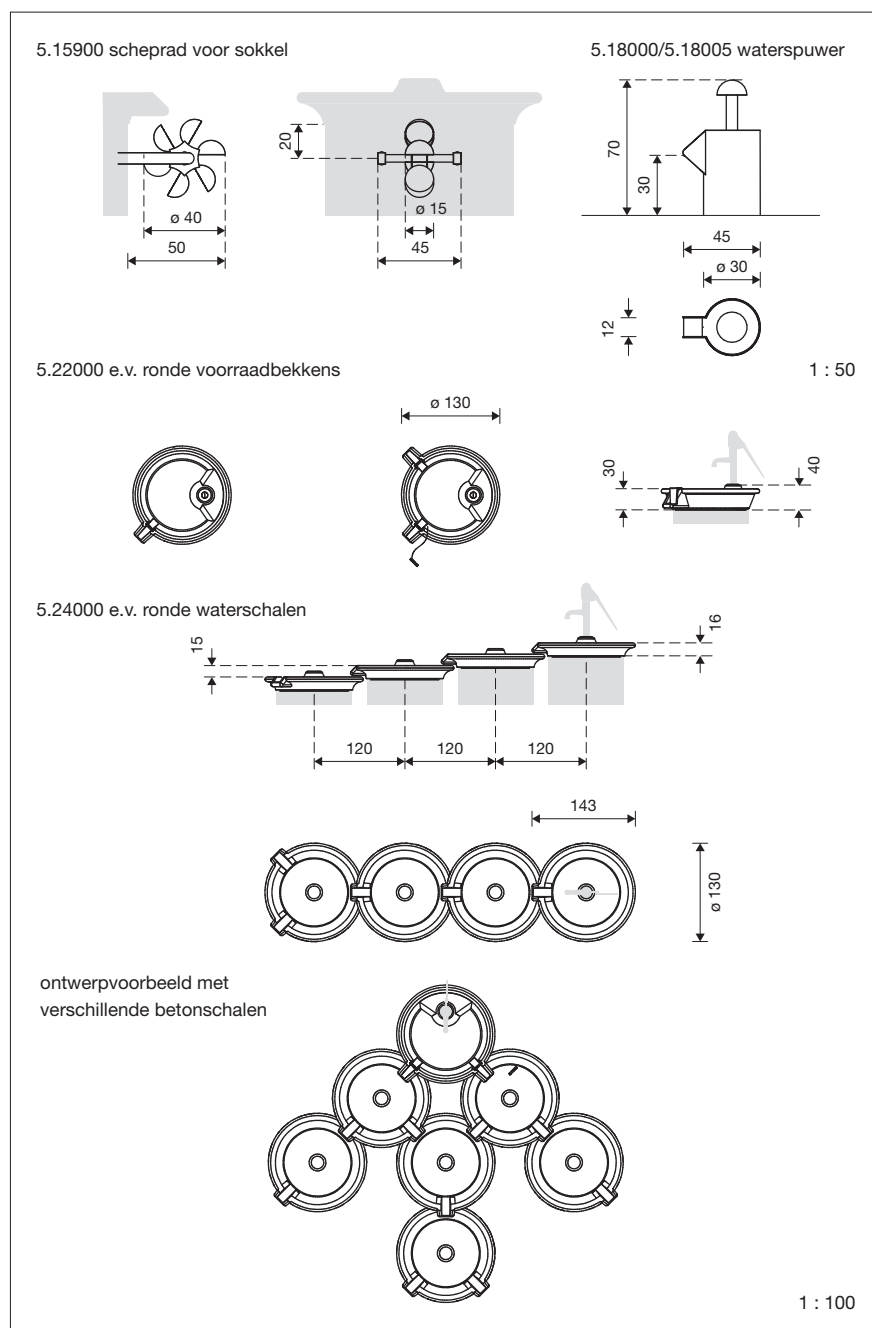 5.15900 scheprad voor sokkel
5.18000/5.18005 waterspuwer
20
ø 40
50
ø 15
45
70
30
45
ø 30
12
5.22000 e.v. ronde voorraadbekkens
1 : 50
ø 130
30
40
5.24000 e.v. ronde waterschalen
15
16
120
120
120
143
ø 130
ontwerpvoorbeeld met
verschillende betonschalen
1 : 100